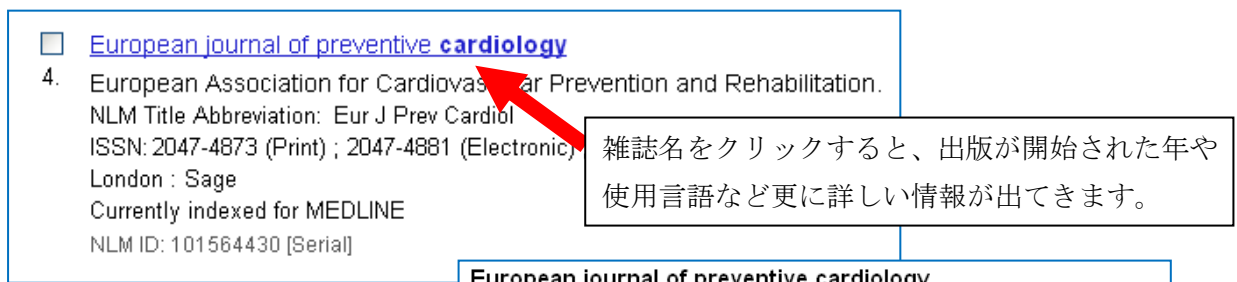 European journal of preventive cardiology
4. European Association for Cardiovascular Prevention and Rehabilitation.
NLM Title Abbreviation: Eur J Prev Cardiol
ISSN: 2047-4873 (Print) ; 2047-4881 (Electronic)
London : Sage
Currently indexed for MEDLINE
NLM ID: 101564430 [Serial]
雑誌名をクリックすると、出版が開始された年や
使用言語など更に詳しい情報が出てきます。
European journal of preventive cardiology